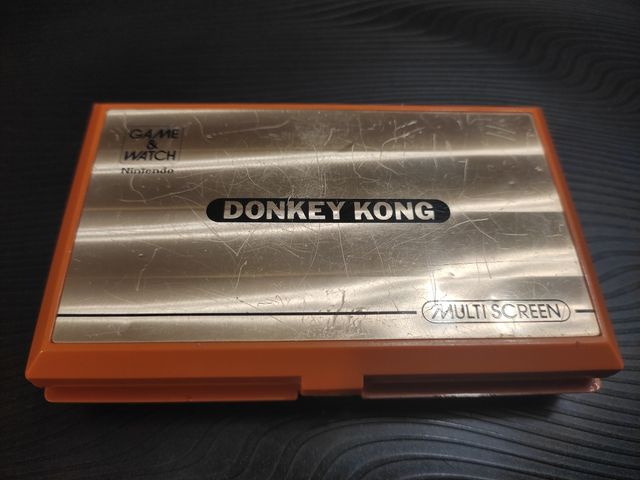 GAME
&
WATCH
Nintendo
DONKEY KONG
MULTI SCREEN